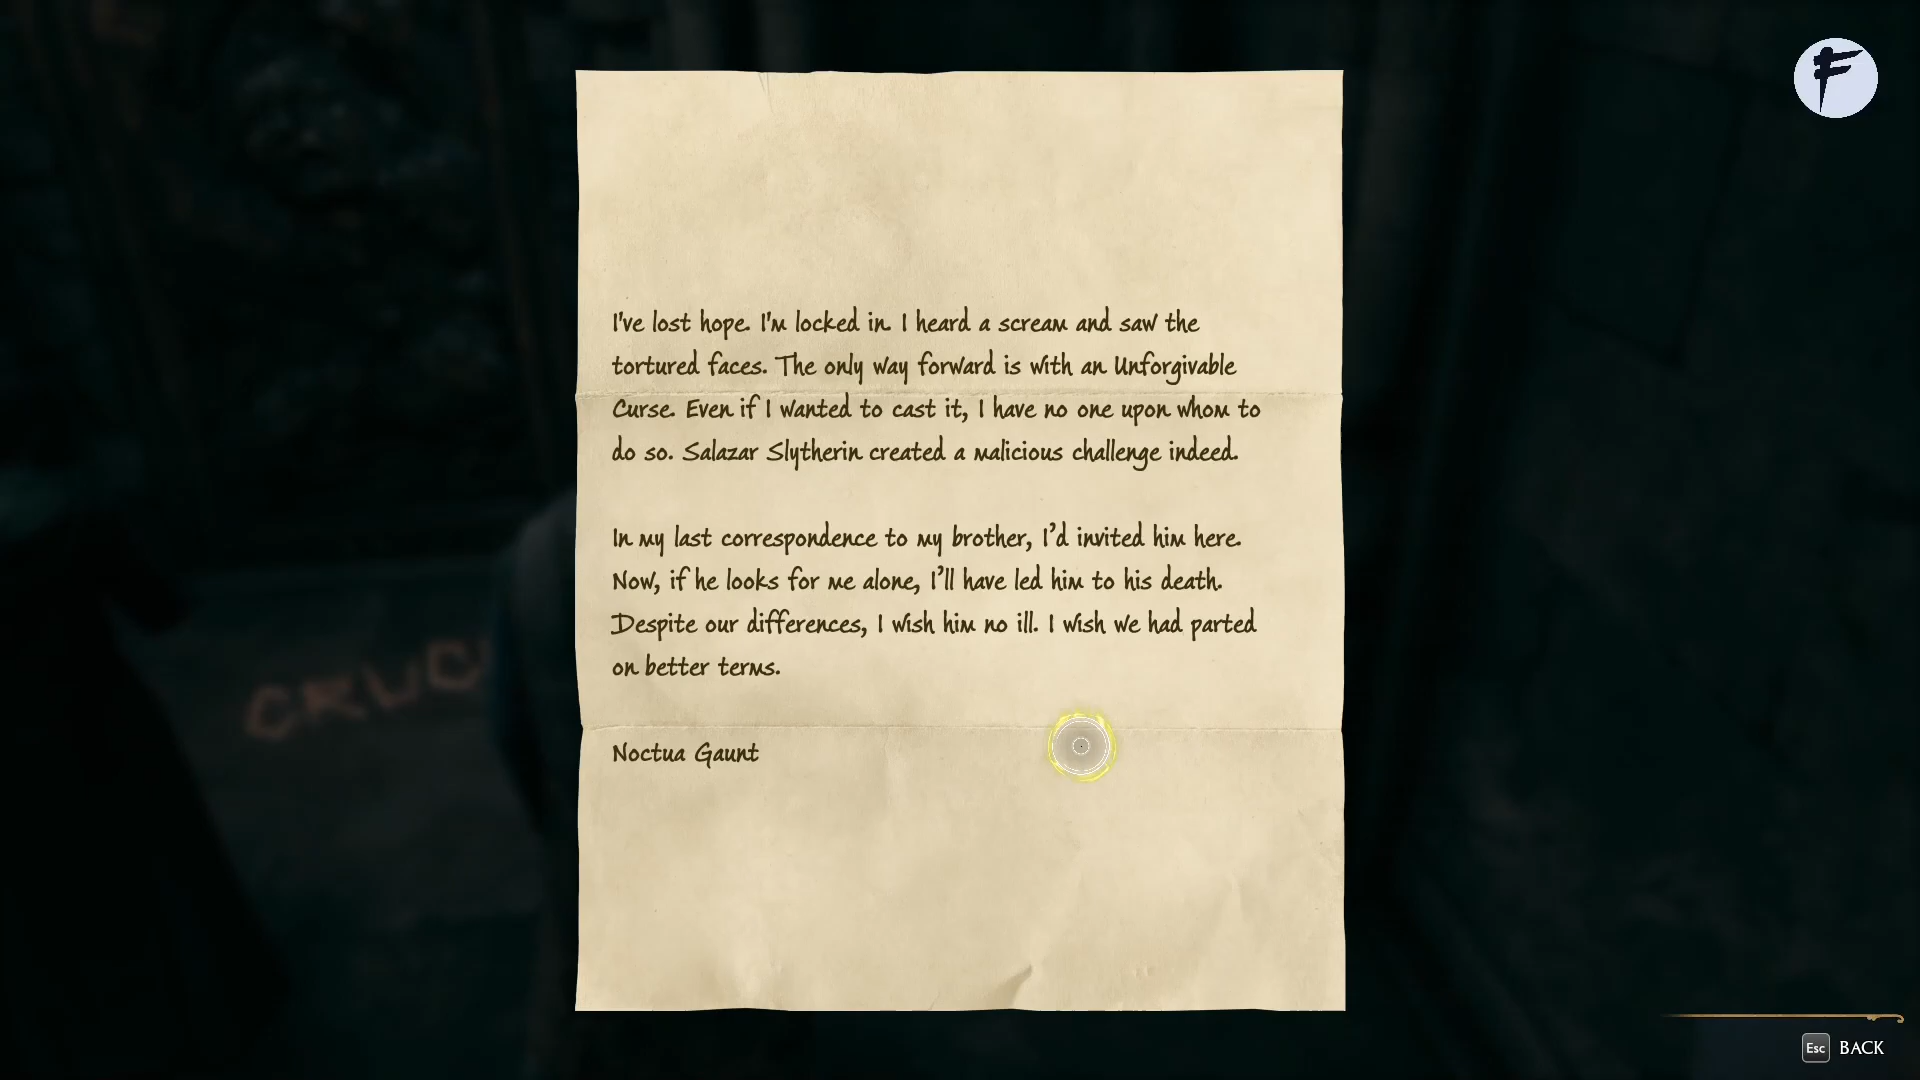 I've lost hope. I'm locked in. I heard a scream and saw the
tortured faces. The only way forward is with an Unforgivable
Curse. Even if I wanted to cast it, I have no one upon whom to
do so. Salazar Slytherin created a malicious challenge indeed.
In my last correspondence to my brother, I'd invited him here.
Now, if he looks for me alone, I'll have led him to his death.
Despite our differences, I wish him no ill. I wish we had parted
on better terms.
CRUC
Noctua Gaunt
F
Esc BACK